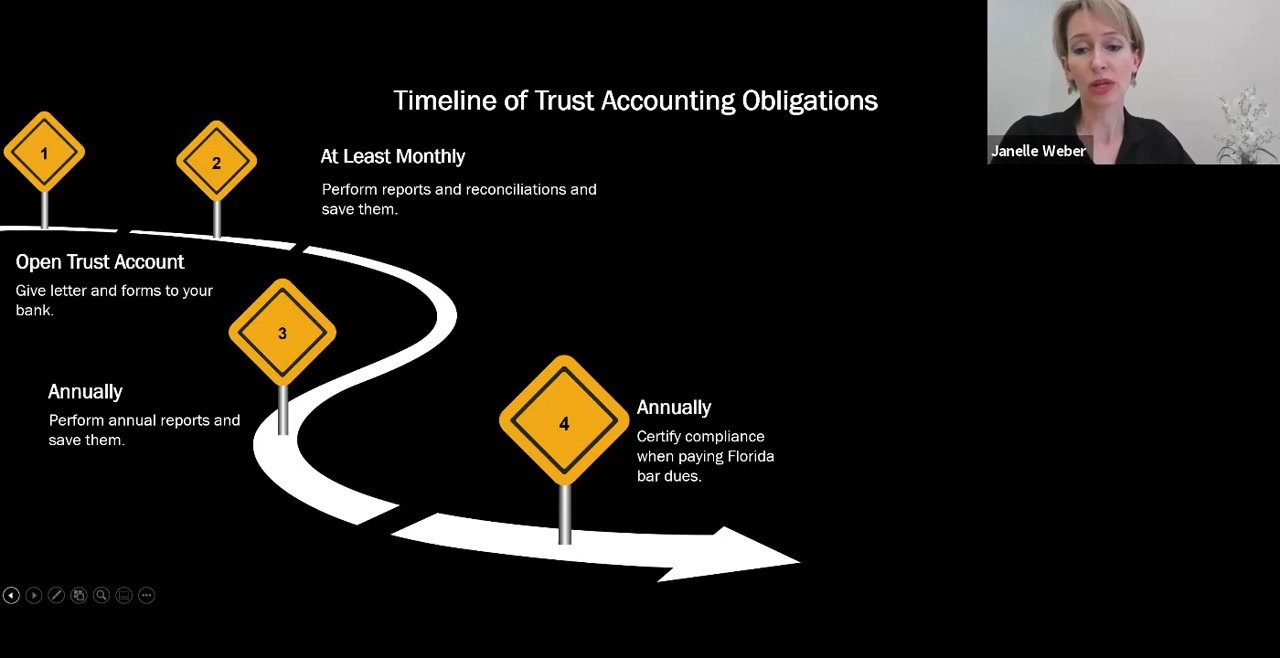 Timeline of Trust Accounting Obligations
Janelle Weber
1
Open Trust Account
Give letter and forms to your
bank.
2
At Least Monthly
Perform reports and reconciliations and
save them.
3
Annually
Perform annual reports and
save them.
4
Annually
Certify compliance
when paying Florida
bar dues.